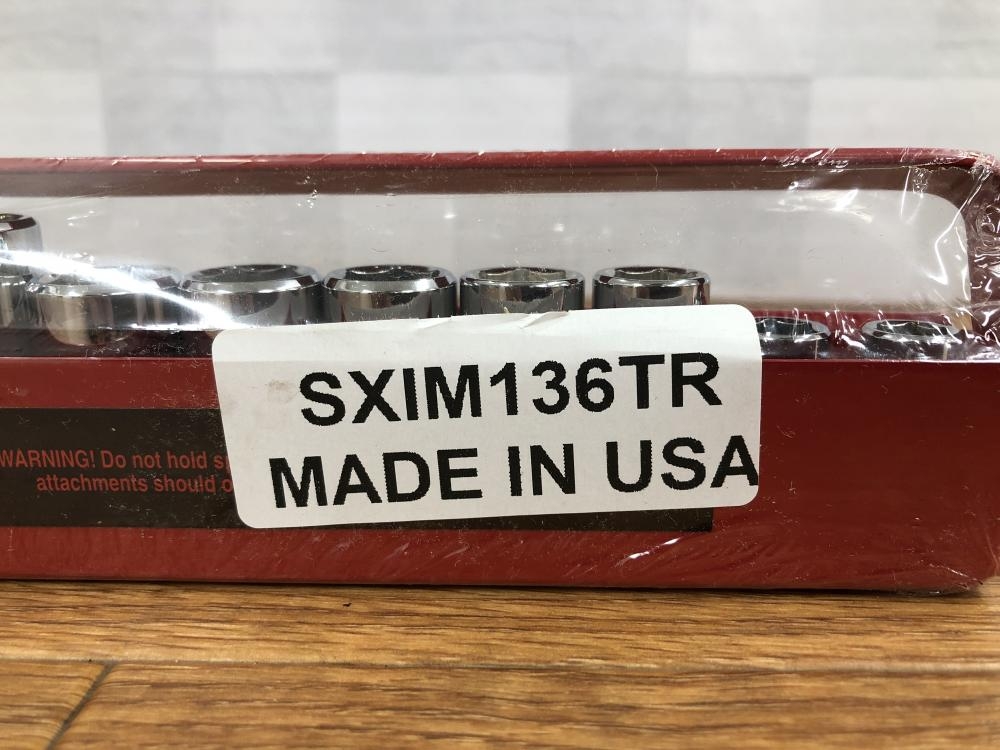 SXIM136TR
MADE IN USA
WARNING! Do not hold
attachments should